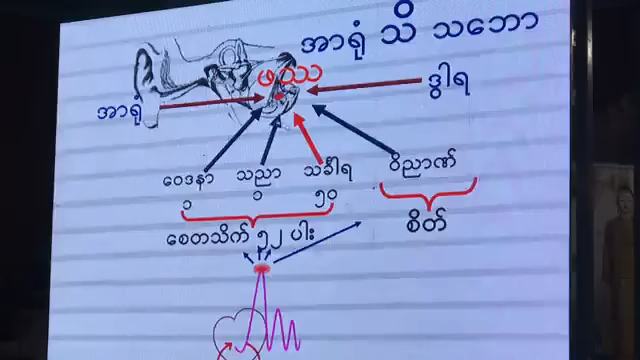 အာရုံ သိ သဘော
ဖဿ
အာရုံ
ဒွါရ
ဝေဒနာ သညာ သင်္ခါရ ဝိညာဏ်
၁ ၁ ၅၀
စေတသိက် ၅၂ ပါး
စိတ်